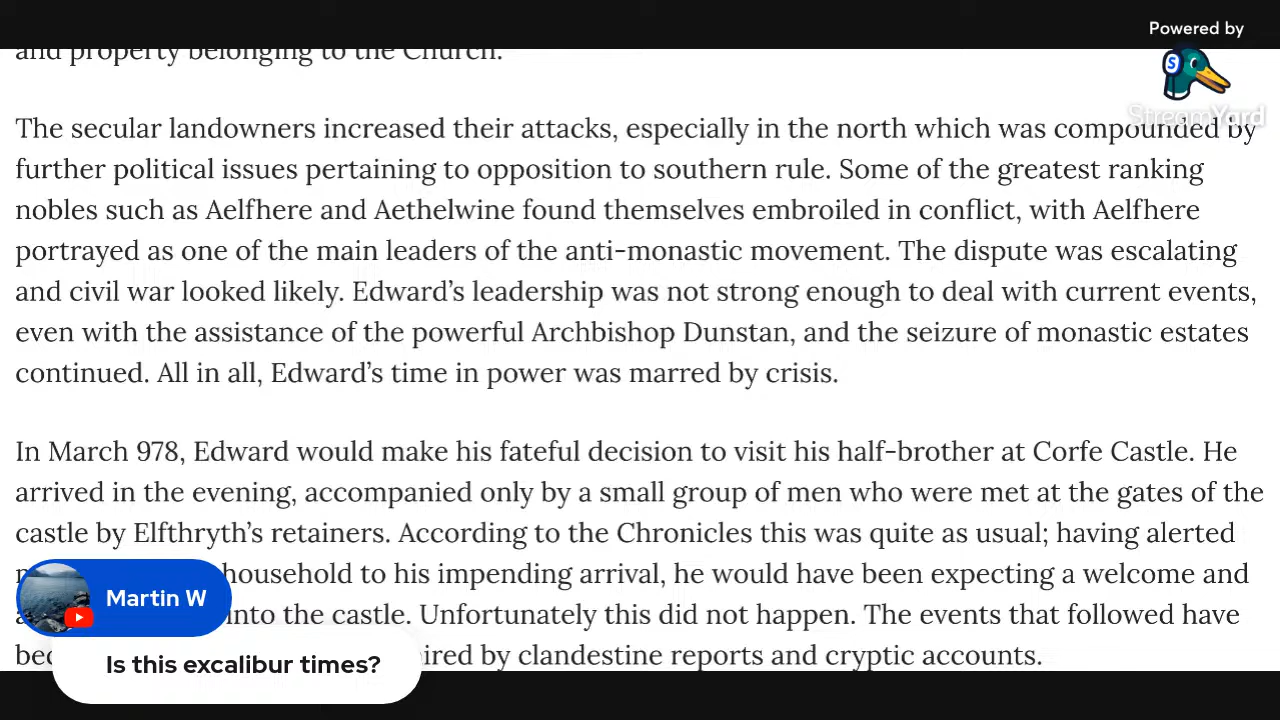 Powered by
StreamYard
and property belonging to the Church.
The secular landowners increased their attacks, especially in the north which was compounded by
further political issues pertaining to opposition to southern rule. Some of the greatest ranking
nobles such as Aelfhere and Aethelwine found themselves embroiled in conflict, with Aelfhere
portrayed as one of the main leaders of the anti-monastic movement. The dispute was escalating
and civil war looked likely. Edward’s leadership was not strong enough to deal with current events,
even with the assistance of the powerful Archbishop Dunstan, and the seizure of monastic estates
continued. All in all, Edward’s time in power was marred by crisis.
In March 978, Edward would make his fateful decision to visit his half-brother at Corfe Castle. He
arrived in the evening, accompanied only by a small group of men who were met at the gates of the
castle by Elfthryth’s retainers. According to the Chronicles this was quite as usual; having alerted
household to his impending arrival, he would have been expecting a welcome and
into the castle. Unfortunately this did not happen. The events that followed have
by clandestine reports and cryptic accounts.
Martin W
Is this excalibur times?